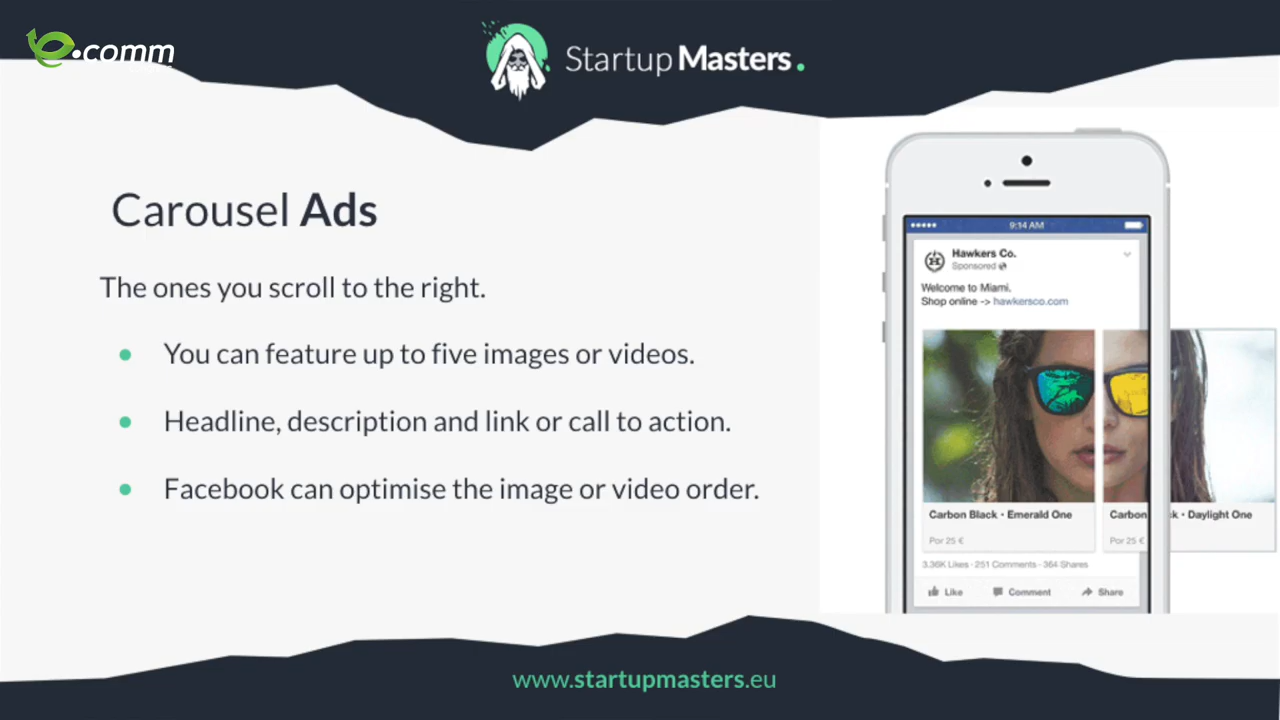 e.comm
Startup Masters.
Carousel Ads
The ones you scroll to the right.
• You can feature up to five images or videos.
• Headline, description and link or call to action.
• Facebook can optimise the image or video order.
9:14 AM
Hawkers Co.
Sponsored
Welcome to Miami.
Shop online -> hawkersco.com
Carbon Black • Emerald One
Por 25 €
Carbon ck • Daylight One
Por 25 €
3.36K Likes · 251 Comments · 364 Shares
Like Comment Share
www.startupmasters.eu